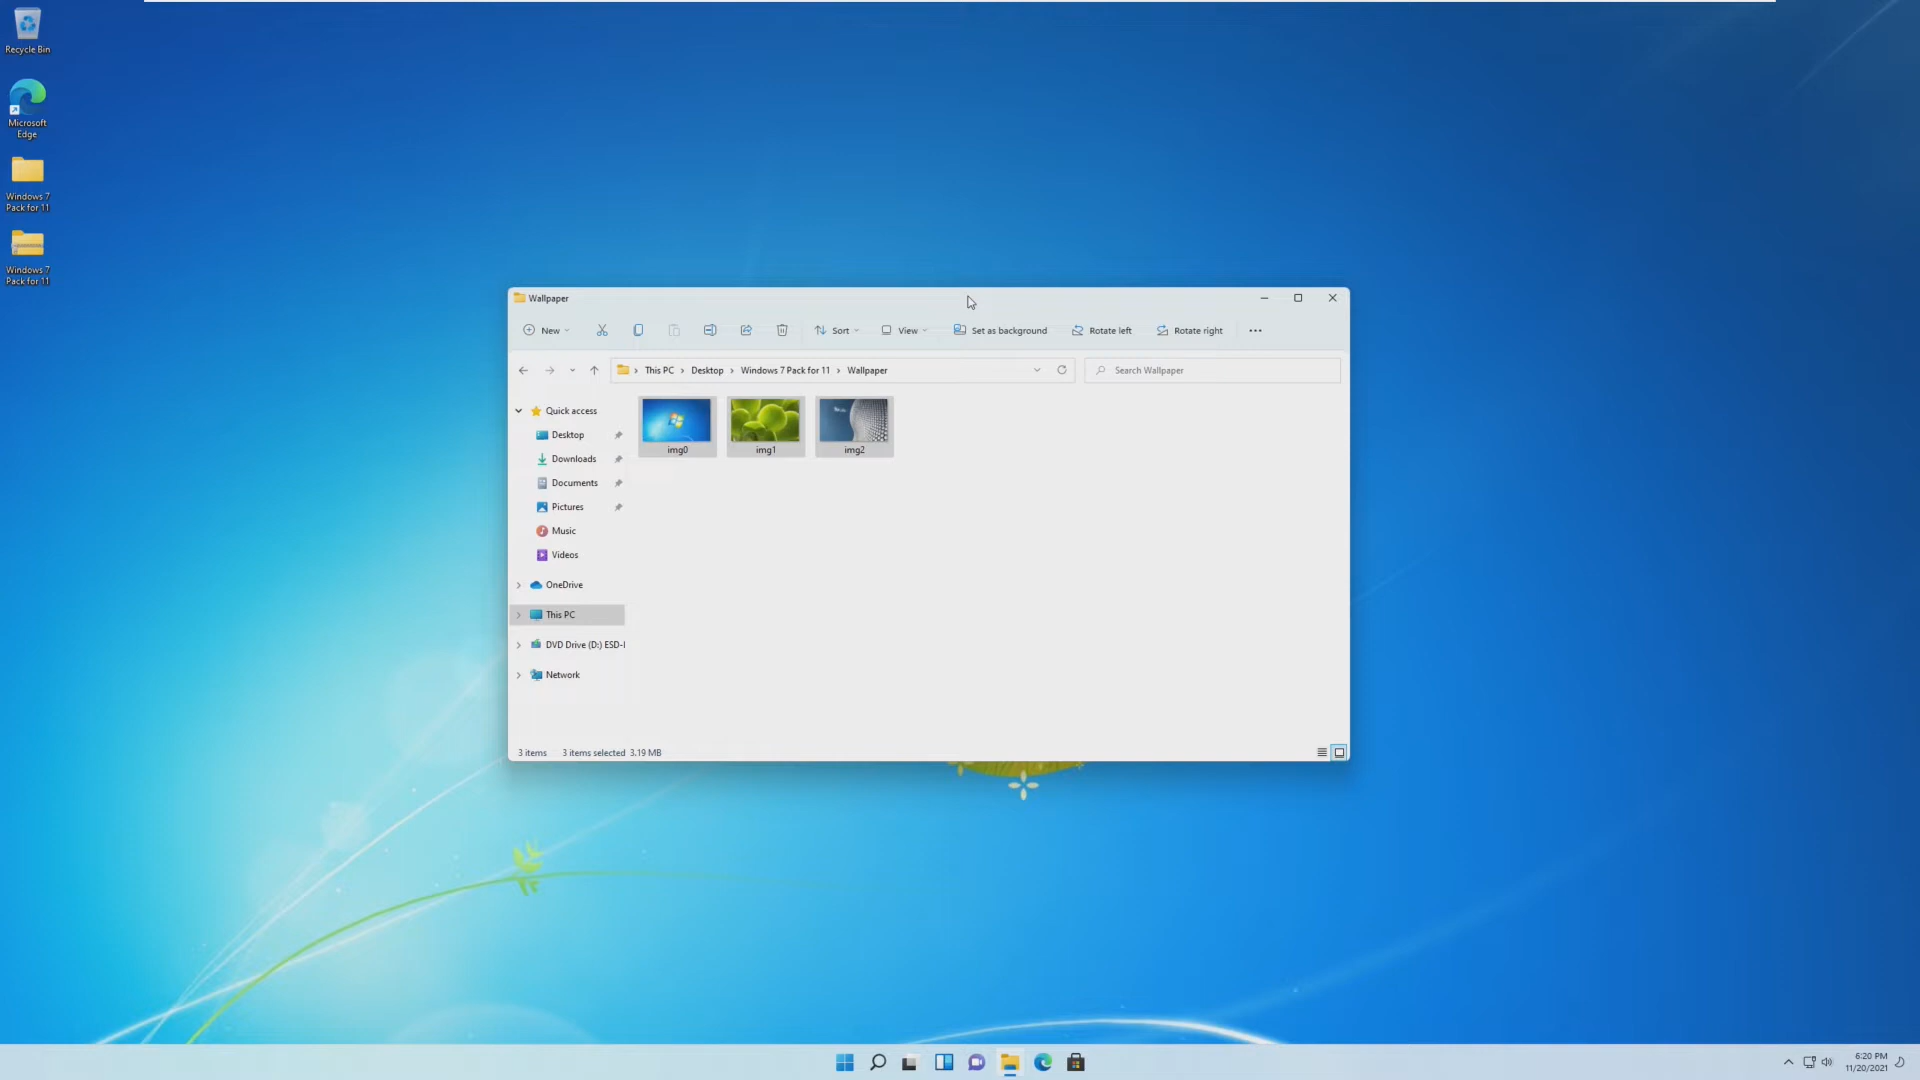 Recycle Bin
Microsoft
Edge
Windows 7
Pack for 11
Windows 7
Pack for 11
Wallpaper
New
Sort
View
Set as background
Rotate left
Rotate right
This PC
Desktop
Windows 7 Pack for 11
Wallpaper
Search Wallpaper
Quick access
Desktop
Downloads
Documents
Pictures
Music
Videos
OneDrive
This PC
DVD Drive (D:) ESD-I
Network
img0
img1
img2
3 items
3 items selected 3.19 MB
6:20 PM
11/20/2021